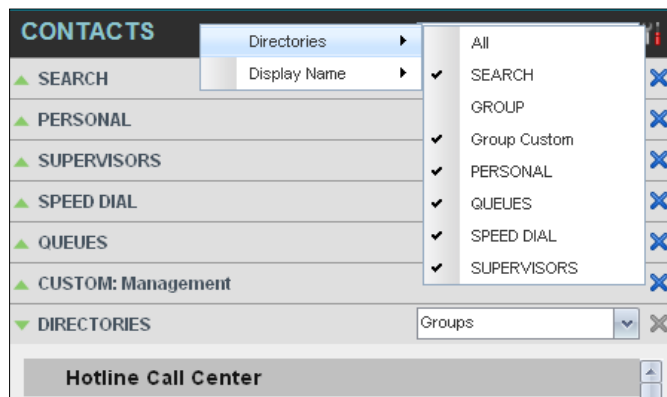 CONTACTS
Directories
Display Name
All
SEARCH
GROUP
Group Custom
PERSONAL
QUEUES
SPEED DIAL
SUPERVISORS
SEARCH
PERSONAL
SUPERVISORS
SPEED DIAL
QUEUES
CUSTOM: Management
DIRECTORIES
Groups
Hotline Call Center